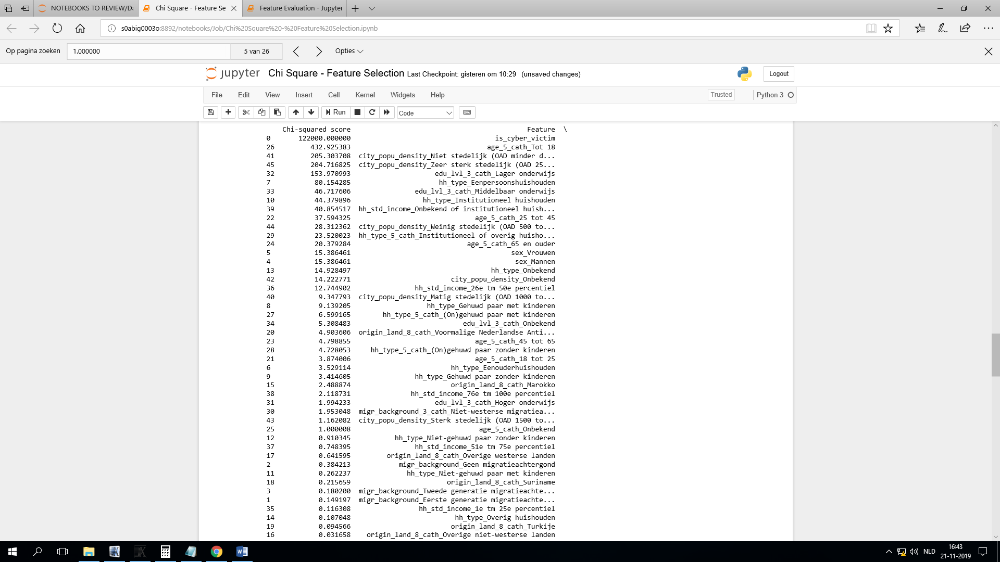 NOTEBOOKS TO REVIEW/Da
Chi Square - Feature Se
Feature Evaluation - Jupyter
s0abig0003o:8892/notebooks/Job/Chi%20Square%20-%20Feature%20Selection.ipynb
Op pagina zoeken 1.000000 5 van 26 Opties
jupyter Chi Square - Feature Selection Last Checkpoint: gisteren om 10:29 (unsaved changes) Logout
File Edit View Insert Cell Kernel Widgets Help Trusted Python 3
Run Code
Chi-squared score Feature \
0 122000.000000 is_cyber_victim
26 432.925383 age_5_cath_Tot 18
41 205.303708 city_popu_density_Niet stedelijk (OAD minder d...
45 204.716825 city_popu_density_Zeer sterk stedelijk (OAD 25...
32 153.970993 edu_lvl_3_cath_Lager onderwijs
7 80.154285 hh_type_Eenpersoonshuishouden
33 46.717606 edu_lvl_3_cath_Middelbaar onderwijs
10 44.379896 hh_type_Institutioneel huishouden
39 40.854517 hh_std_income_Onbekend of institutioneel huish...
22 37.594325 age_5_cath_25 tot 45
44 28.312362 city_popu_density_Weinig stedelijk (OAD 500 to...
29 23.520023 hh_type_5_cath_Institutioneel of overig huisho...
24 20.379284 age_5_cath_65 en ouder
5 15.386461 sex_Vrouwen
4 15.386461 sex_Mannen
13 14.928497 hh_type_Onbekend
42 14.222771 city_popu_density_Onbekend
36 12.744902 hh_std_income_26e tm 50e percentiel
40 9.347793 city_popu_density_Matig stedelijk (OAD 1000 to...
8 9.139205 hh_type_Gehuwd paar met kinderen
27 6.599165 hh_type_5_cath_(On)gehuwd paar met kinderen
34 5.308483 edu_lvl_3_cath_Onbekend
20 4.903606 origin_land_8_cath_Voormalige Nederlandse Anti...
23 4.798855 age_5_cath_45 tot 65
28 4.728053 hh_type_5_cath_(On)gehuwd paar zonder kinderen
21 3.874006 age_5_cath_18 tot 25
6 3.529114 hh_type_Eenouderhuishouden
9 3.414605 hh_type_Gehuwd paar zonder kinderen
15 2.488874 origin_land_8_cath_Marokko
38 2.118731 hh_std_income_76e tm 100e percentiel
31 1.994233 edu_lvl_3_cath_Hoger onderwijs
30 1.953048 migr_background_3_cath_Niet-westerse migratiea...
43 1.162082 city_popu_density_Sterk stedelijk (OAD 1500 to...
25 1.000008 age_5_cath_Onbekend
12 0.910345 hh_type_Niet-gehuwd paar zonder kinderen
37 0.748395 hh_std_income_51e tm 75e percentiel
17 0.641595 origin_land_8_cath_Overige westerse landen
2 0.384213 migr_background_Geen migratieachtergond
11 0.262237 hh_type_Niet-gehuwd paar met kinderen
18 0.215659 origin_land_8_cath_Suriname
3 0.180200 migr_background_Tweede generatie migratieachte...
1 0.149197 migr_background_Eerste generatie migratieachte...
35 0.116308 hh_std_income_1e tm 25e percentiel
14 0.107048 hh_type_Overig huishouden
19 0.094566 origin_land_8_cath_Turkije
16 0.031658 origin_land_8_cath_Overige niet-westerse landen
NLD 16:43
21-11-2019